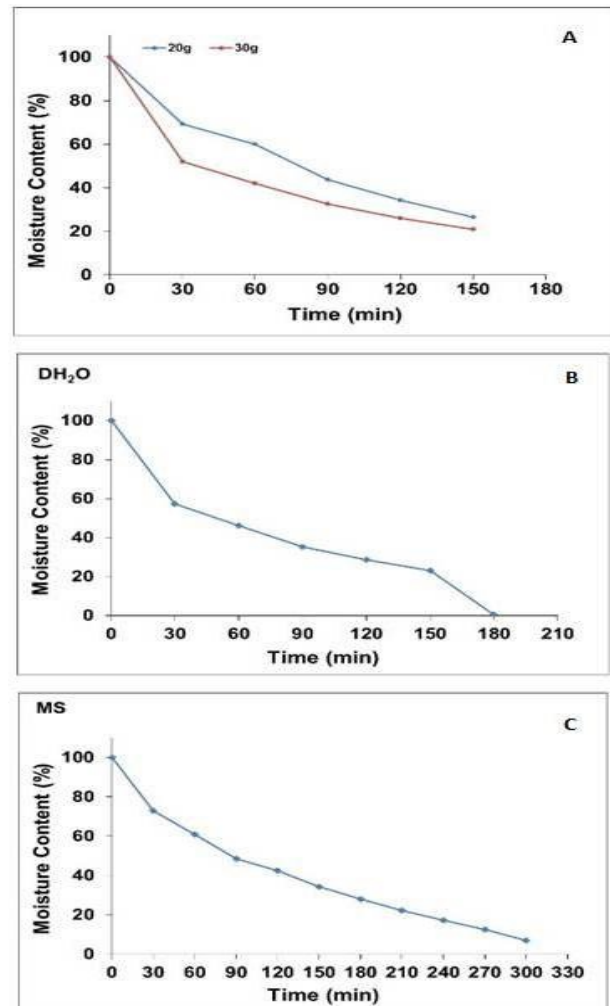 A
20g 30g
Moisture Content (%)
100
80
60
40
20
0
0 30 60 90 120 150 180
Time (min)
DH₂O
B
Moisture Content (%)
100
80
60
40
20
0
0 30 60 90 120 150 180 210
Time (min)
MS
C
Moisture Content (%)
100
80
60
40
20
0
0 30 60 90 120 150 180 210 240 270 300 330
Time (min)